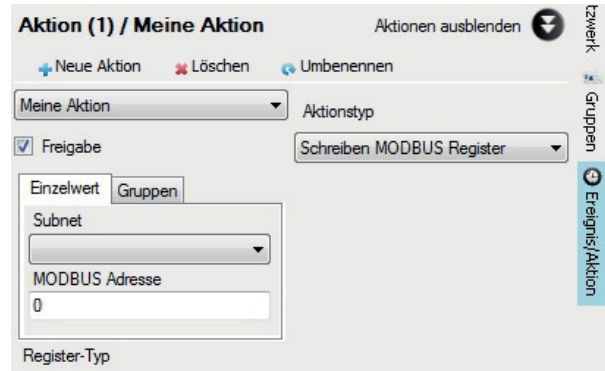 Aktion (1) / Meine Aktion
Aktionen ausblenden
Neue Aktion
Löschen
Umbenennen
Meine Aktion
Aktionstyp
Freigabe
Schreiben MODBUS Register
Einzelwert
Gruppen
Subnet
MODBUS Adresse
0
Register-Typ
tzwerk
Gruppen
Ereignis/Aktion